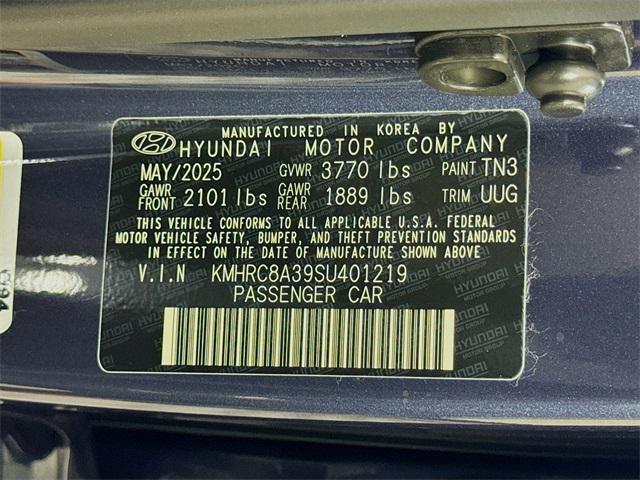 MANUFACTURED IN KOREA BY
HYUNDAI MOTOR COMPANY
MAY/2025 GVWR 3770 lbs PAINT TN3
GAWR FRONT 2101 lbs GAWR REAR 1889 lbs TRIM UUG
THIS VEHICLE CONFORMS TO ALL APPLICABLE U.S.A. FEDERAL
MOTOR VEHICLE SAFETY, BUMPER, AND THEFT PREVENTION STANDARDS
IN EFFECT ON THE DATE OF MANUFACTURE SHOWN ABOVE
V.I.N KMHRC8A39SU401219
PASSENGER CAR